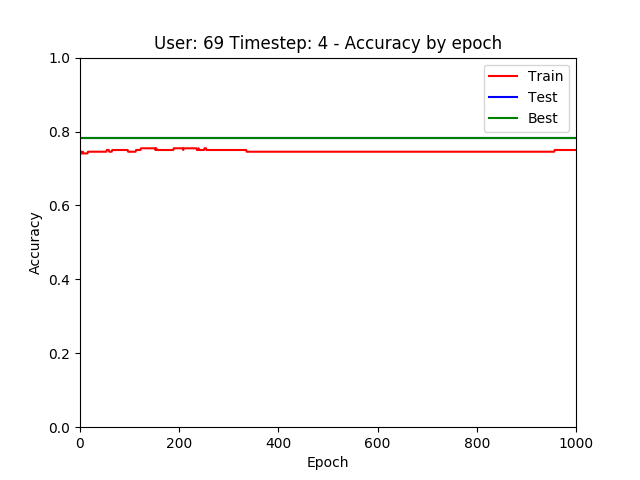 User: 69 Timestep: 4 - Accuracy by epoch
1.0
0.8
0.6
0.4
0.2
0.0
Accuracy
Train
Test
Best
0 200 400 600 800 1000
Epoch